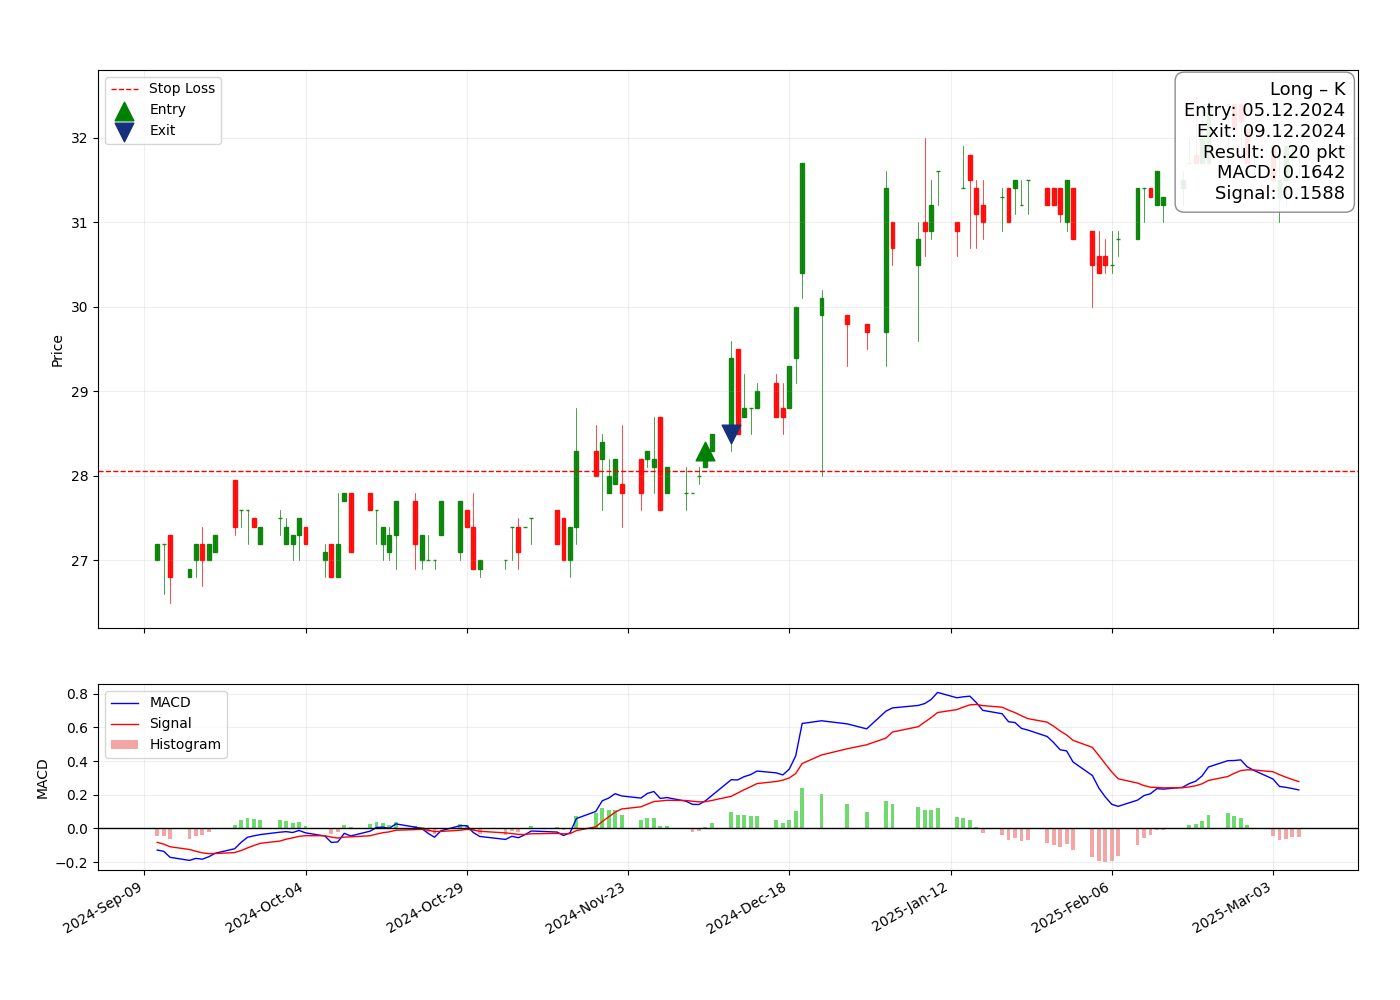 Stop Loss
Entry
Exit
Long – K
Entry: 05.12.2024
Exit: 09.12.2024
Result: 0.20 pkt
MACD: 0.1642
Signal: 0.1588
32
31
30
29
28
27
Price
MACD
Signal
Histogram
0.8
0.6
0.4
0.2
0.0
−0.2
MACD
2024-Sep-09
2024-Oct-04
2024-Oct-29
2024-Nov-23
2024-Dec-18
2025-Jan-12
2025-Feb-06
2025-Mar-03